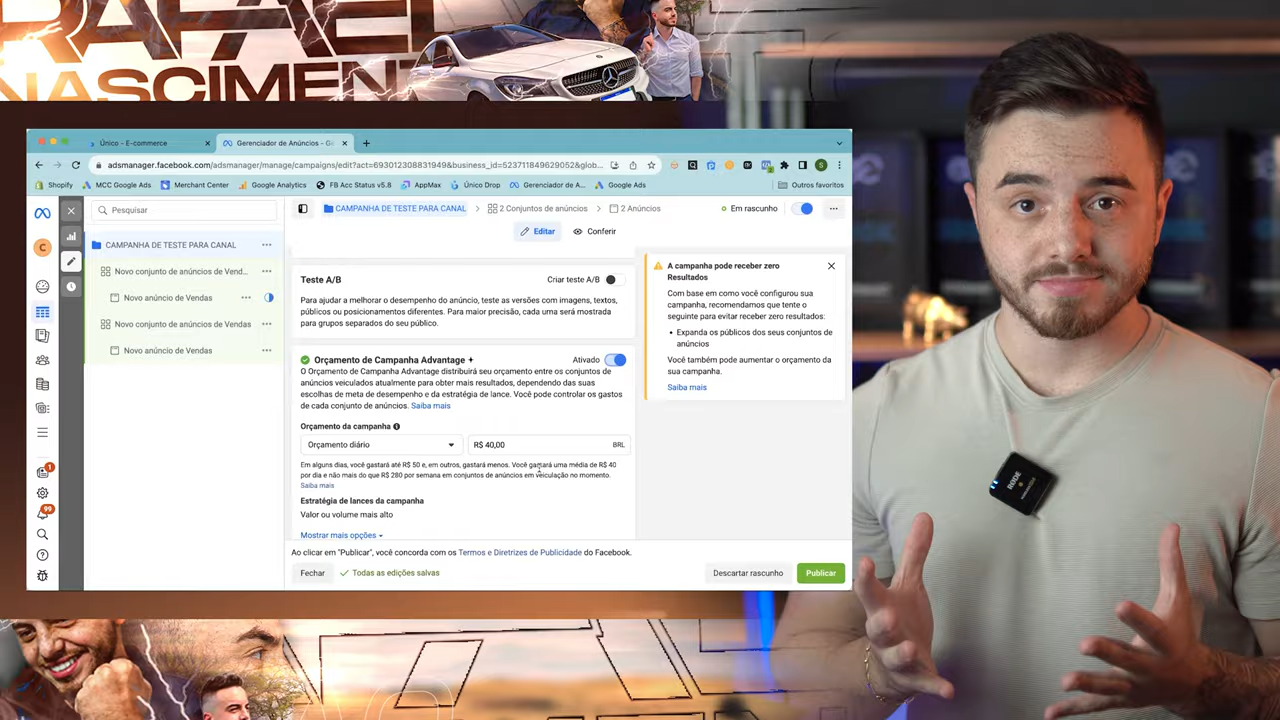 RAFAEL
NASCIMENT
Único - E-commerce
Gerenciador de Anúncios - Ge
adsmanager.facebook.com/adsmanager/manage/campaigns/edit?act=693012308831949&business_id=523711849629052&glob...
Shopify
MCC Google Ads
Merchant Center
Google Analytics
FB Acc Status v5.8
AppMax
Único Drop
Gerenciador de A...
Google Ads
Outros favoritos
Pesquisar
CAMPANHA DE TESTE PARA CANAL
2 Conjuntos de anúncios
2 Anúncios
Em rascunho
Editar
Conferir
CAMPANHA DE TESTE PARA CANAL
Novo conjunto de anúncios de Vend...
Novo anúncio de Vendas
Novo conjunto de anúncios de Vendas
Novo anúncio de Vendas
C
1
99
S
Teste A/B
Criar teste A/B
Para ajudar a melhorar o desempenho do anúncio, teste as versões com imagens, textos,
públicos ou posicionamentos diferentes. Para maior precisão, cada uma será mostrada
para grupos separados do seu público.
Orçamento de Campanha Advantage +
Ativado
O Orçamento de Campanha Advantage distribuirá seu orçamento entre os conjuntos de
anúncios veiculados atualmente para obter mais resultados, dependendo das suas
escolhas de meta de desempenho e da estratégia de lance. Você pode controlar os gastos
de cada conjunto de anúncios. Saiba mais
Orçamento da campanha
Orçamento diário
R$ 40,00
BRL
Em alguns dias, você gastará até R$ 50 e, em outros, gastará menos. Você gastará uma média de R$ 40
por dia e não mais do que R$ 280 por semana em conjuntos de anúncios em veiculação no momento.
Saiba mais
Estratégia de lances da campanha
Valor ou volume mais alto
Mostrar mais opções
A campanha pode receber zero
Resultados
Com base em como você configurou sua
campanha, recomendamos que tente o
seguinte para evitar receber zero resultados:
• Expanda os públicos dos seus conjuntos de
anúncios
Você também pode aumentar o orçamento da
sua campanha.
Saiba mais
Ao clicar em "Publicar", você concorda com os Termos e Diretrizes de Publicidade do Facebook.
Fechar
Todas as edições salvas
Descartar rascunho
Publicar
RØDE